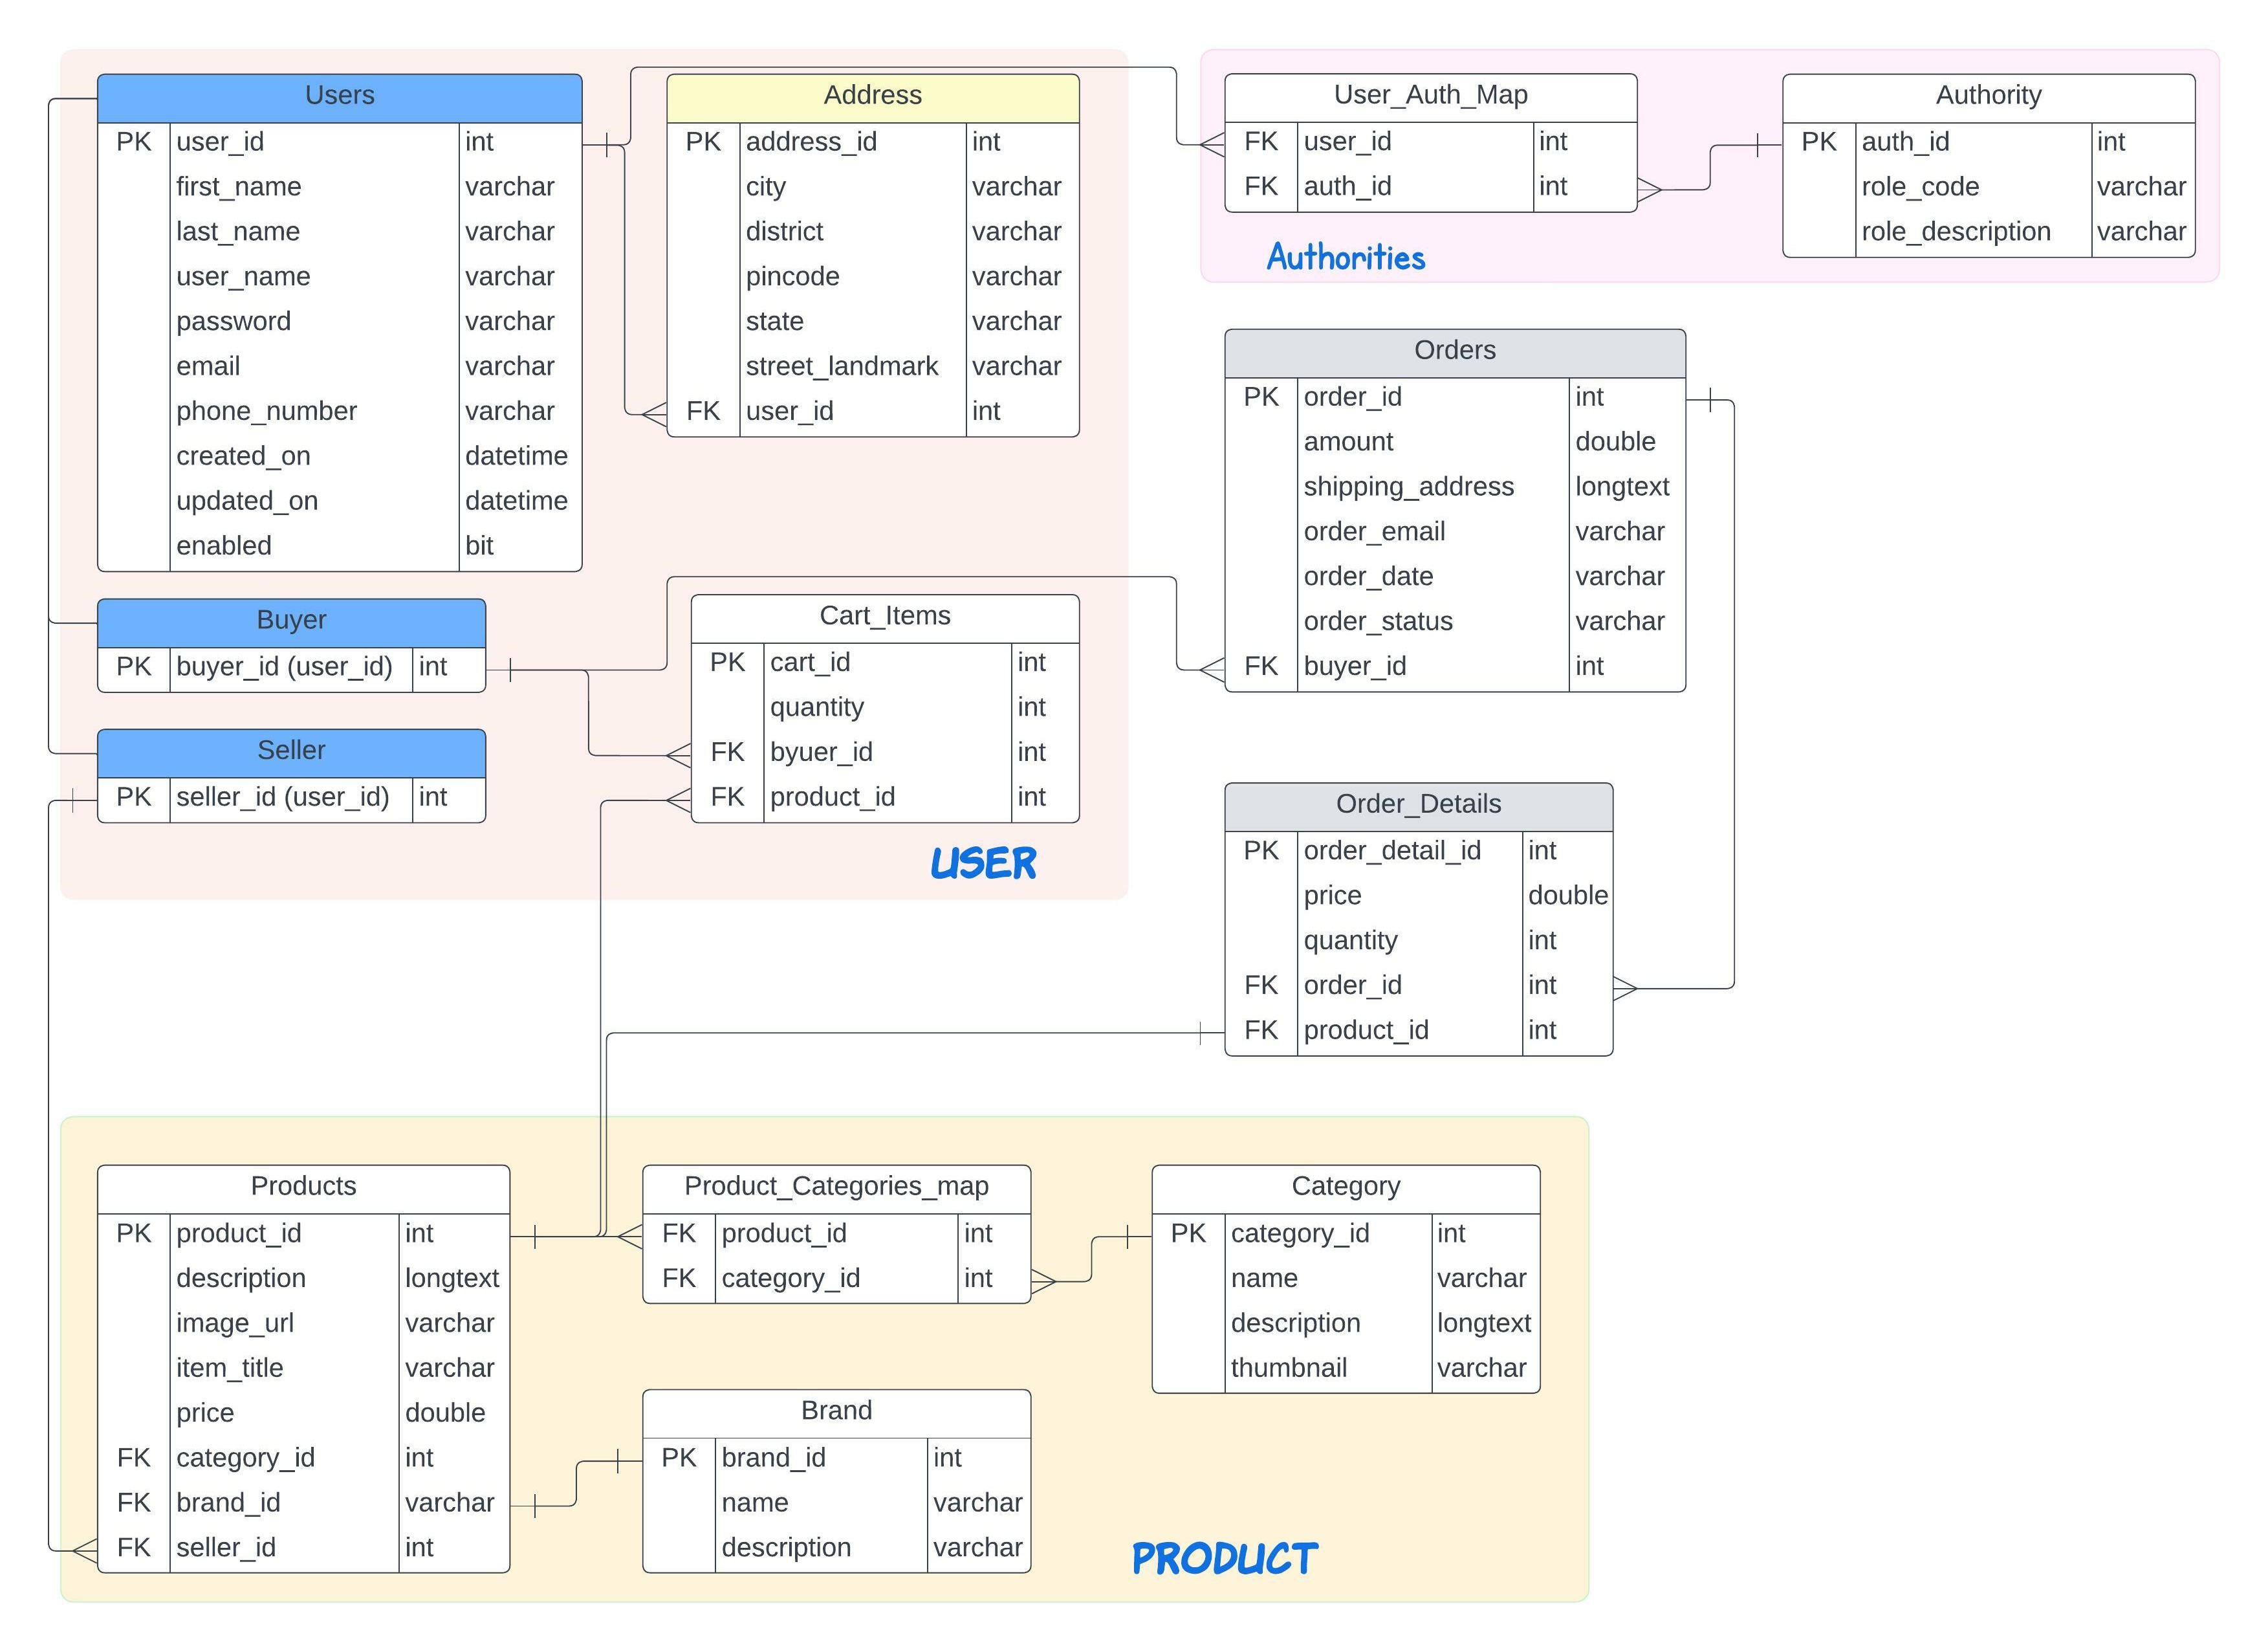 Users
PK user_id int
first_name varchar
last_name varchar
user_name varchar
password varchar
email varchar
phone_number varchar
created_on datetime
updated_on datetime
enabled bit
Address
PK address_id int
city varchar
district varchar
pincode varchar
state varchar
street_landmark varchar
FK user_id int
User_Auth_Map
FK user_id int
FK auth_id int
Authority
PK auth_id int
role_code varchar
role_description varchar
Authorities
Orders
PK order_id int
amount double
shipping_address longtext
order_email varchar
order_date varchar
order_status varchar
FK buyer_id int
Buyer
PK buyer_id (user_id) int
Seller
PK seller_id (user_id) int
Cart_Items
PK cart_id int
quantity int
FK byuer_id int
FK product_id int
USER
Order_Details
PK order_detail_id int
price double
quantity int
FK order_id int
FK product_id int
Products
PK product_id int
description longtext
image_url varchar
item_title varchar
price double
FK category_id int
FK brand_id varchar
FK seller_id int
Product_Categories_map
FK product_id int
FK category_id int
Category
PK category_id int
name varchar
description longtext
thumbnail varchar
Brand
PK brand_id int
name varchar
description varchar
PRODUCT